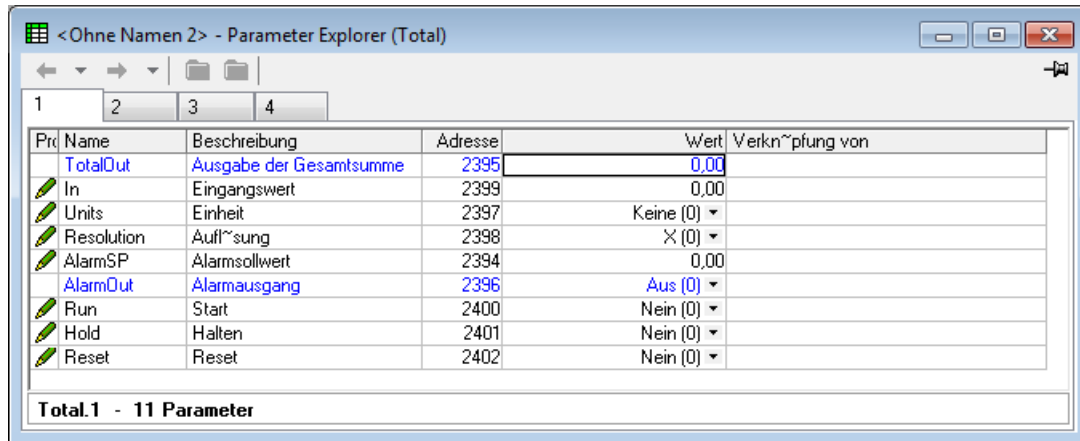 <Ohne Namen 2> - Parameter Explorer (Total)
1 2 3 4
Prc Name Beschreibung Adresse Wert Verkn~pfung von
TotalOut Ausgabe der Gesamtsumme 2395 0,00
In Eingangswert 2399 0,00
Units Einheit 2397 Keine (0)
Resolution Aufl~sung 2398 X (0)
AlarmSP Alarmsollwert 2394 0,00
AlarmOut Alarmausgang 2396 Aus (0)
Run Start 2400 Nein (0)
Hold Halten 2401 Nein (0)
Reset Reset 2402 Nein (0)
Total.1 - 11 Parameter